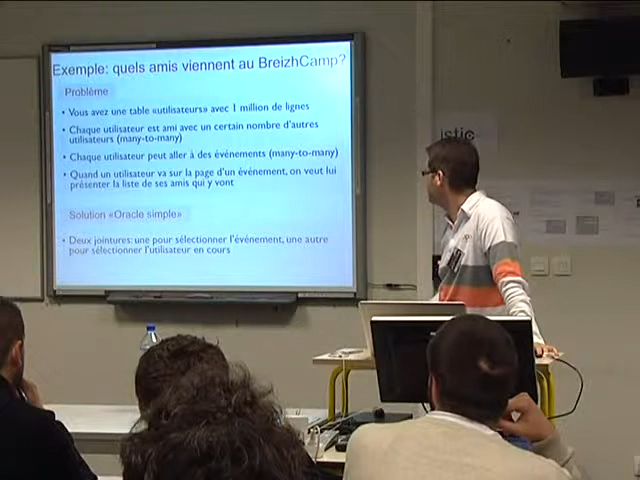 Exemple: quels amis viennent au BreizhCamp?
Problème
• Vous avez une table «utilisateurs» avec 1 million de lignes
• Chaque utilisateur est ami avec un certain nombre d'autres
utilisateurs (many-to-many)
• Chaque utilisateur peut aller à des événements (many-to-many)
• Quand un utilisateur va sur la page d'un événement, on veut lui
présenter la liste de ses amis qui y vont
Solution «Oracle simple»
• Deux jointures: une pour sélectionner l'événement, une autre
pour sélectionner l'utilisateur en cours
istic